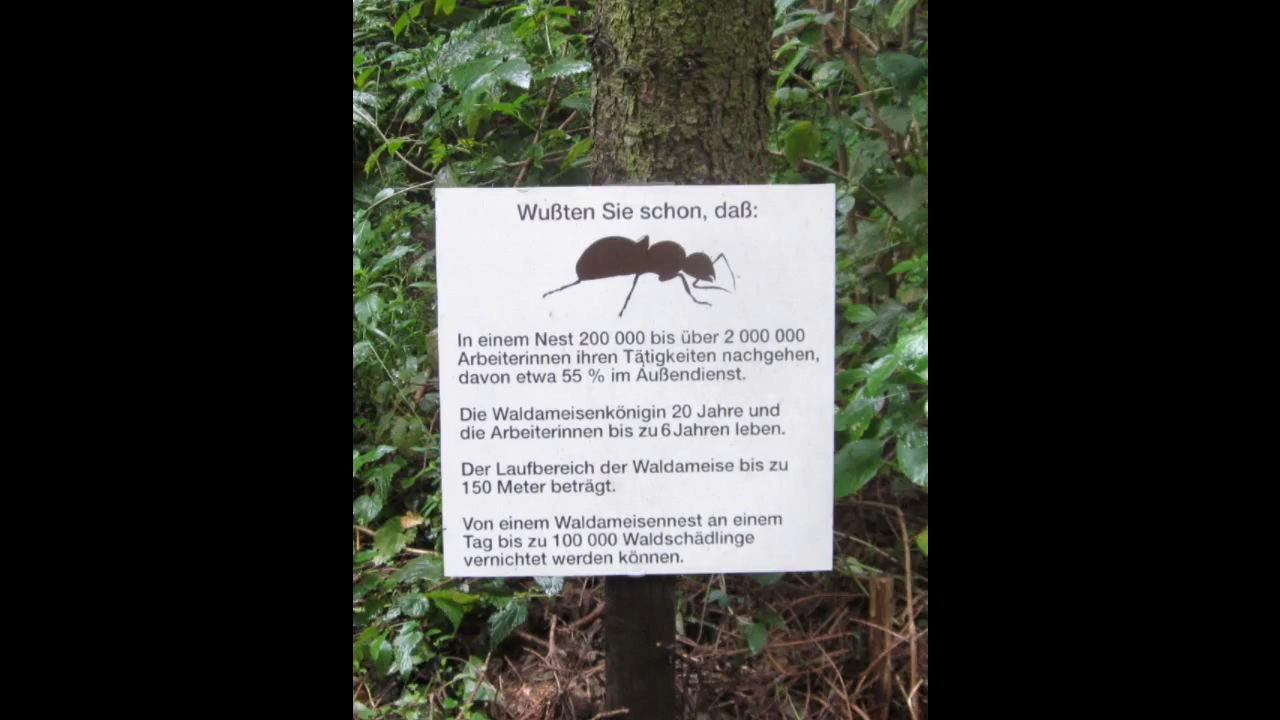 Wußten Sie schon, daß:
In einem Nest 200 000 bis über 2 000 000
Arbeiterinnen ihren Tätigkeiten nachgehen,
davon etwa 55 % im Außendienst.
Die Waldameisenkönigin 20 Jahre und
die Arbeiterinnen bis zu 6 Jahren leben.
Der Laufbereich der Waldameise bis zu
150 Meter beträgt.
Von einem Waldameisennest an einem
Tag bis zu 100 000 Waldschädlinge
vernichtet werden können.